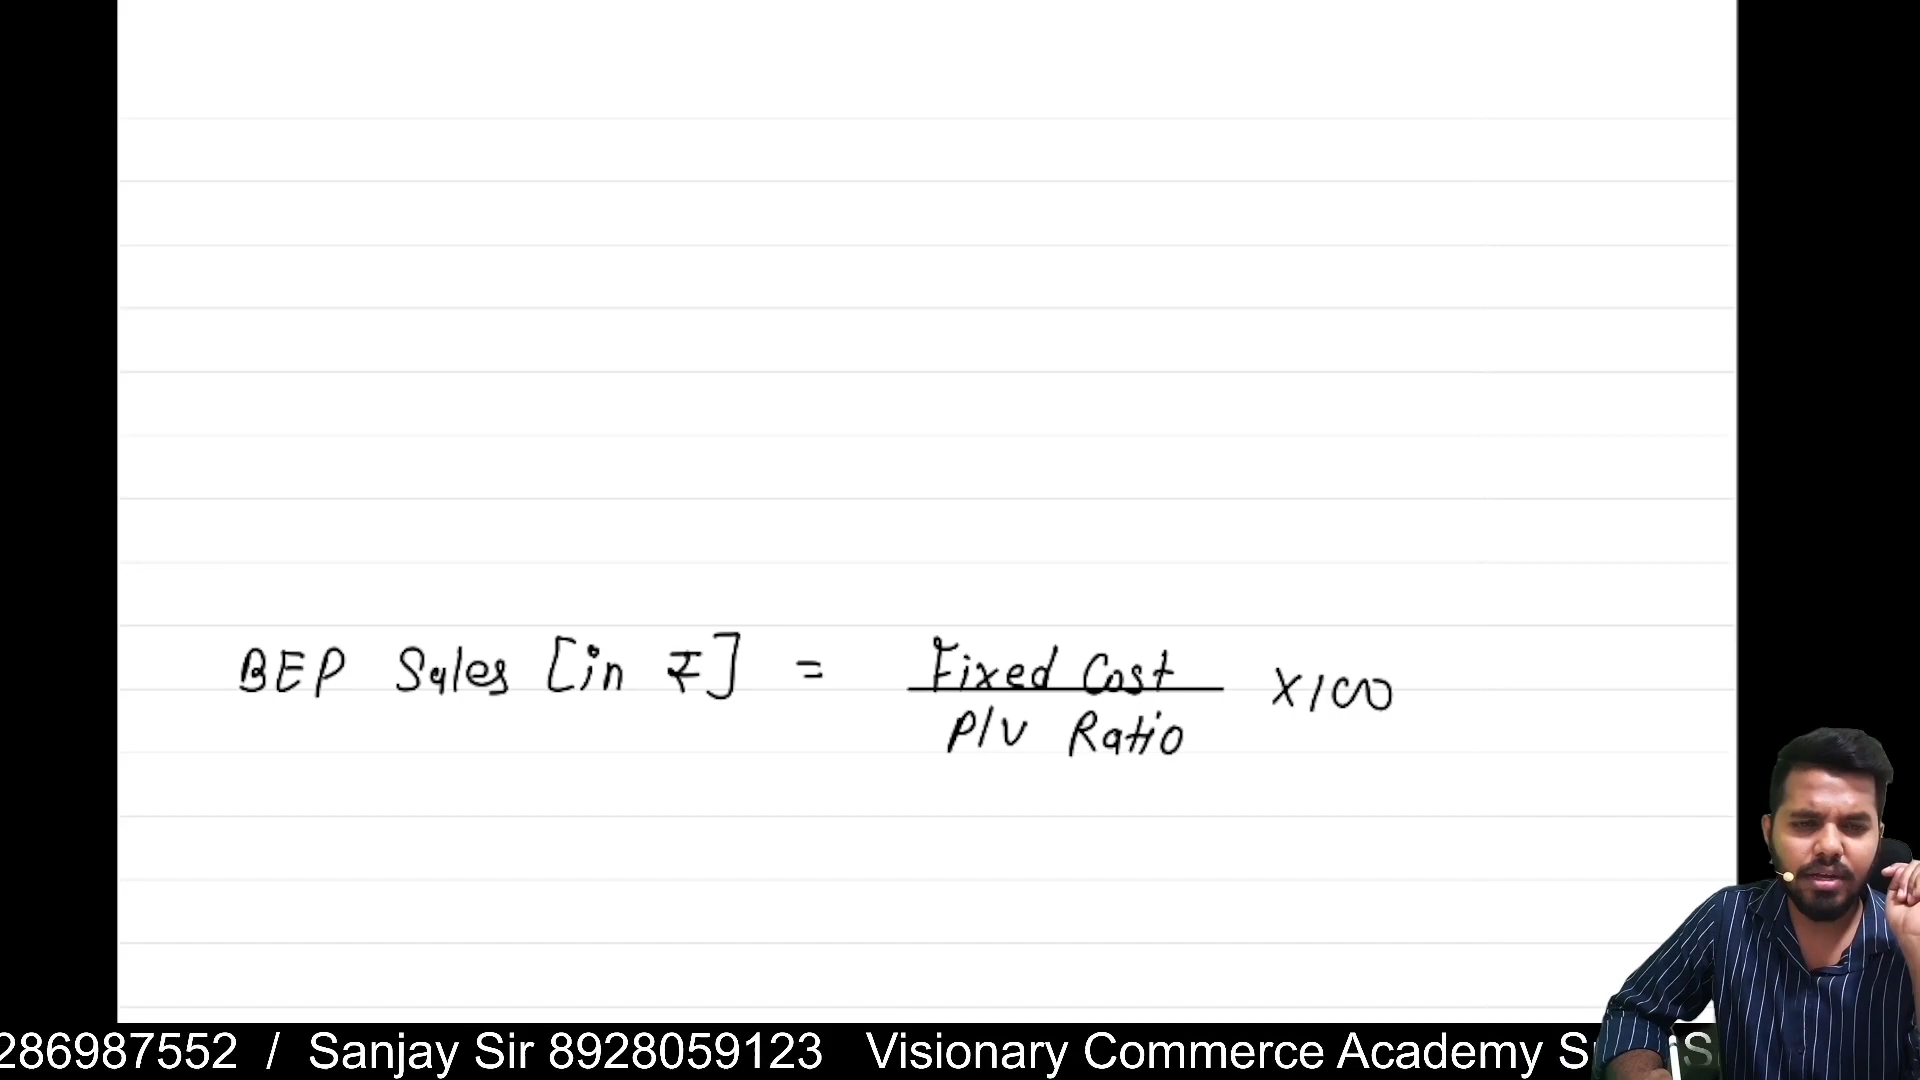 BEP Sales [in ₹] = Fixed Cost / P/V Ratio × 100
286987552 / Sanjay Sir 8928059123 Visionary Commerce Academy